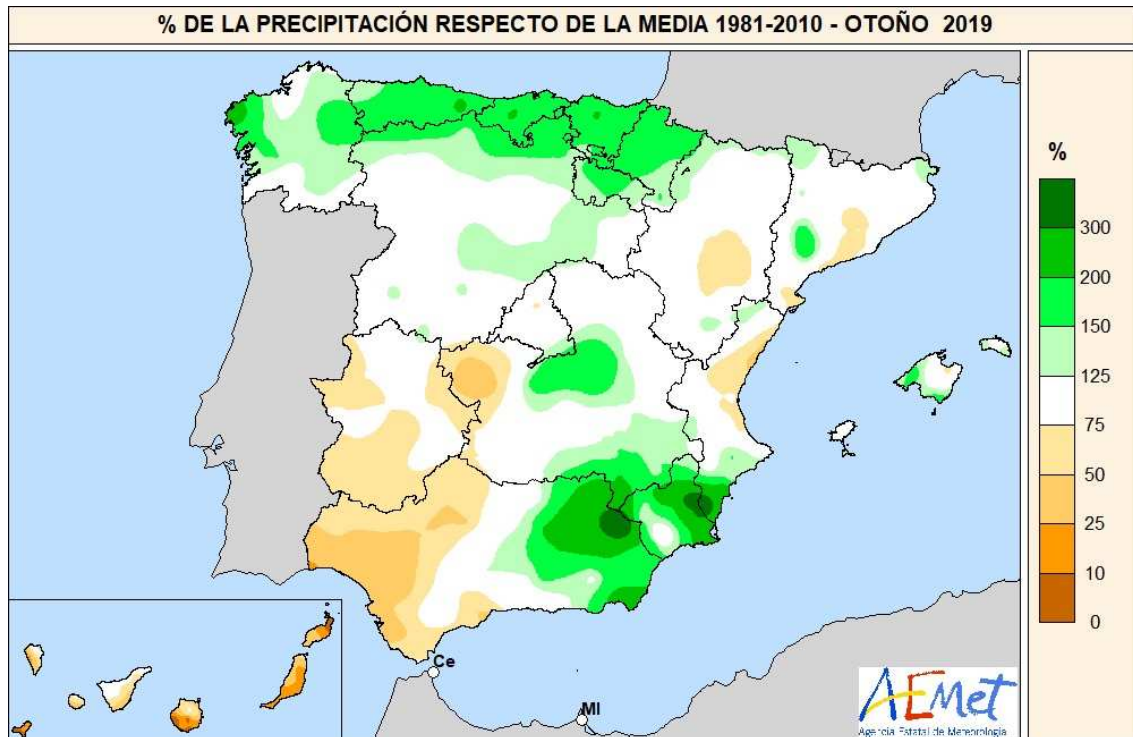 % DE LA PRECIPITACIÓN RESPECTO DE LA MEDIA 1981-2010 - OTOÑO 2019
%
300
200
150
125
75
50
25
10
0
Ce
Ml
AEMet
Agencia Estatal de Meteorología